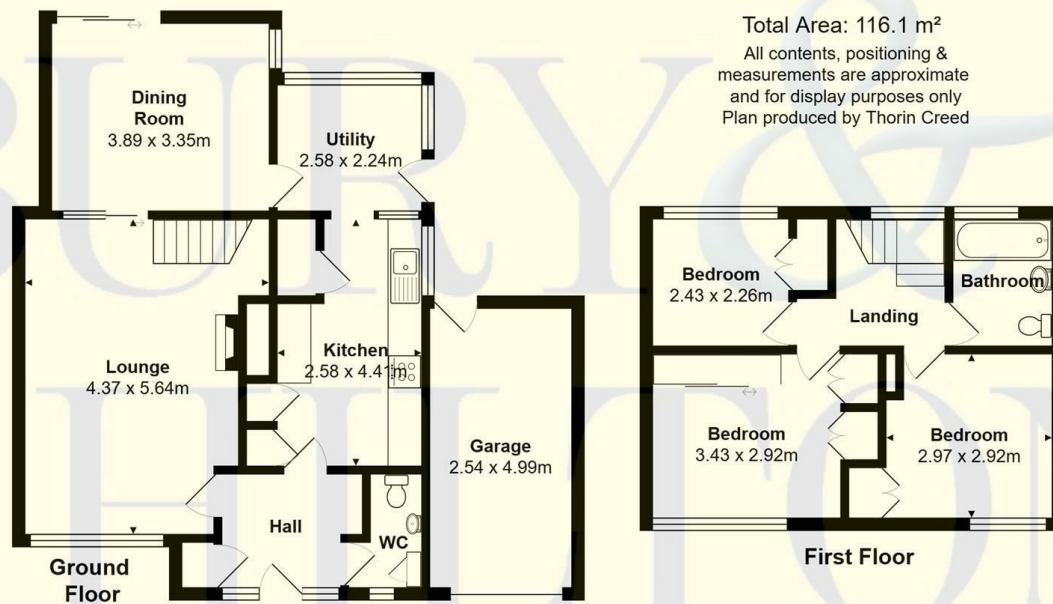 Total Area: 116.1 m²
All contents, positioning &
measurements are approximate
and for display purposes only
Plan produced by Thorin Creed
Dining
Room
3.89 x 3.35m
Utility
2.58 x 2.24m
Lounge
4.37 x 5.64m
Kitchen
2.58 x 4.41m
Garage
2.54 x 4.99m
Hall
WC
Ground
Floor
Bedroom
2.43 x 2.26m
Landing
Bathroom
Bedroom
3.43 x 2.92m
Bedroom
2.97 x 2.92m
First Floor
BURY &
HILTON